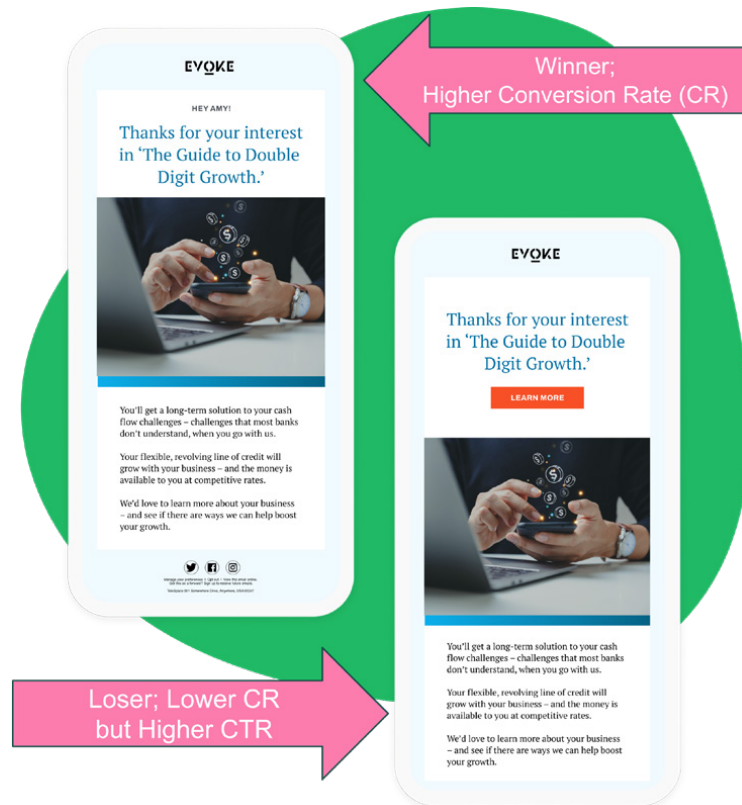 Winner;
Higher Conversion Rate (CR)
EVOKE
HEY AMY!
Thanks for your interest
in ‘The Guide to Double
Digit Growth.’
You’ll get a long-term solution to your cash
flow challenges – challenges that most banks
don’t understand, when you go with us.
Your flexible, revolving line of credit will
grow with your business – and the money is
available to you at competitive rates.
We’d love to learn more about your business
– and see if there are ways we can help boost
your growth.
EVOKE
Thanks for your interest
in ‘The Guide to Double
Digit Growth.’
LEARN MORE
You’ll get a long-term solution to your cash
flow challenges – challenges that most banks
don’t understand, when you go with us.
Your flexible, revolving line of credit will
grow with your business – and the money is
available to you at competitive rates.
We’d love to learn more about your business
– and see if there are ways we can help boost
your growth.
Loser; Lower CR
but Higher CTR